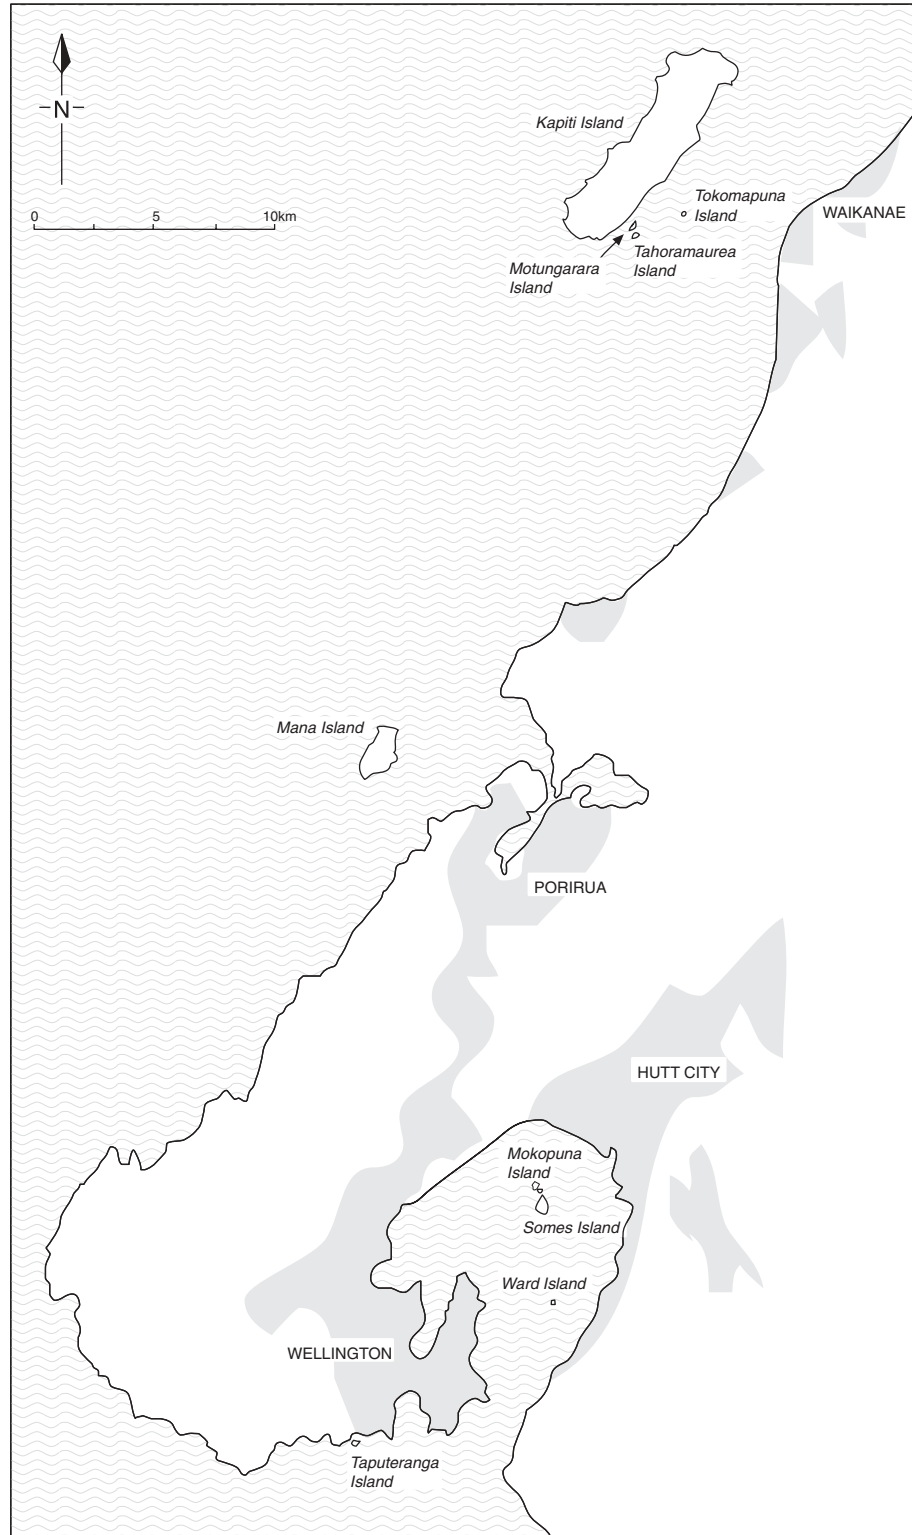 N
0 5 10km
Kapiti Island
Tokomapuna
Island
WAIKANAE
Tahoramaurea
Island
Motungarara
Island
Mana Island
PORIRUA
HUTT CITY
Mokopuna
Island
Somes Island
Ward Island
WELLINGTON
Taputeranga
Island